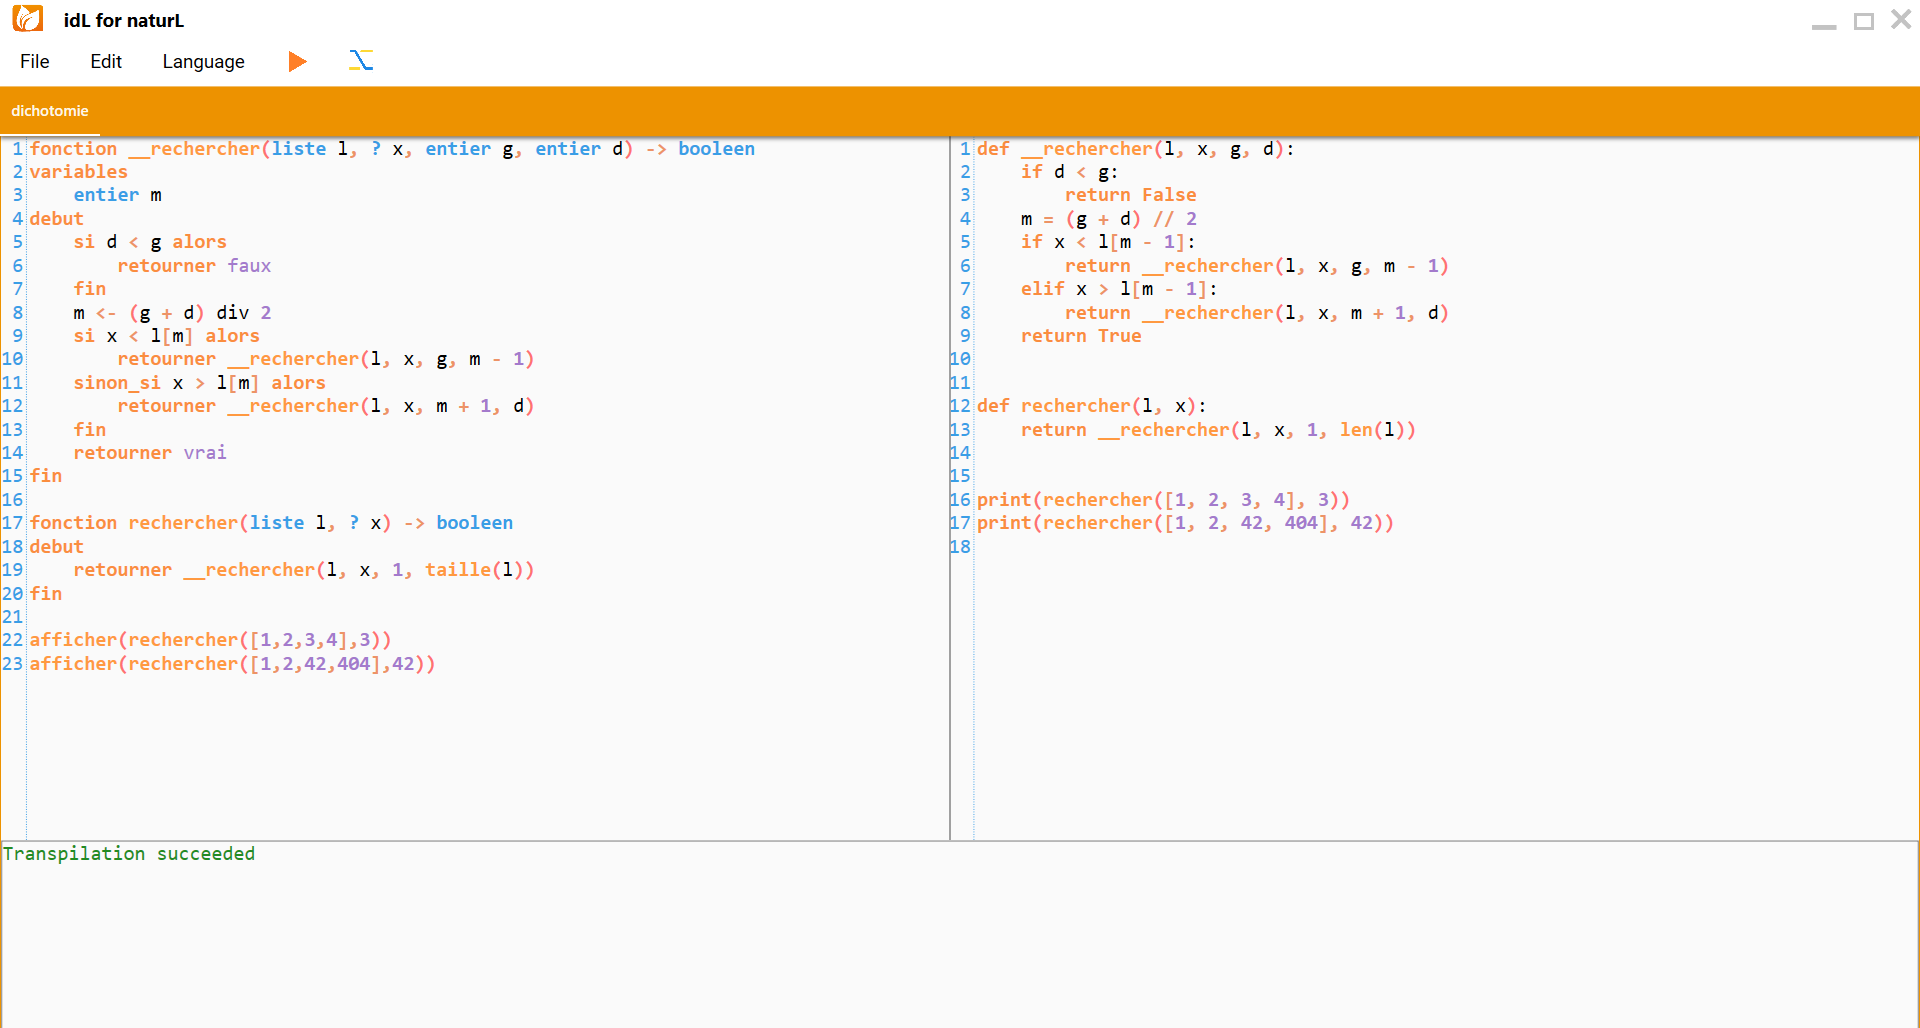 idL for naturL
File Edit Language
dichotomie
1 fonction __rechercher(liste l, ? x, entier g, entier d) -> booleen
2 variables
3     entier m
4 debut
5     si d < g alors
6         retourner faux
7     fin
8     m <- (g + d) div 2
9     si x < l[m] alors
10         retourner __rechercher(l, x, g, m - 1)
11     sinon_si x > l[m] alors
12         retourner __rechercher(l, x, m + 1, d)
13     fin
14     retourner vrai
15 fin
16
17 fonction rechercher(liste l, ? x) -> booleen
18 debut
19     retourner __rechercher(l, x, 1, taille(l))
20 fin
21
22 afficher(rechercher([1,2,3,4],3))
23 afficher(rechercher([1,2,42,404],42))
1 def __rechercher(l, x, g, d):
2     if d < g:
3         return False
4     m = (g + d) // 2
5     if x < l[m - 1]:
6         return __rechercher(l, x, g, m - 1)
7     elif x > l[m - 1]:
8         return __rechercher(l, x, m + 1, d)
9     return True
10
11
12 def rechercher(l, x):
13     return __rechercher(l, x, 1, len(l))
14
15
16 print(rechercher([1, 2, 3, 4], 3))
17 print(rechercher([1, 2, 42, 404], 42))
18
Transpilation succeeded